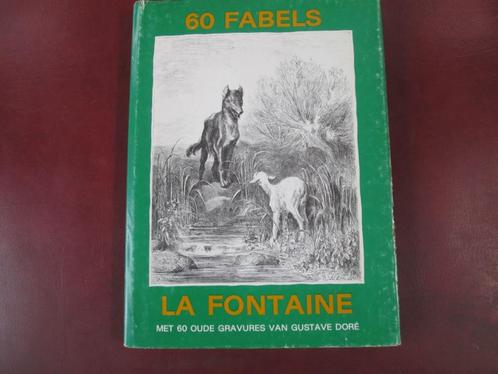 60 FABELS
LA FONTAINE
MET 60 OUDE GRAVURES VAN GUSTAVE DORÉ